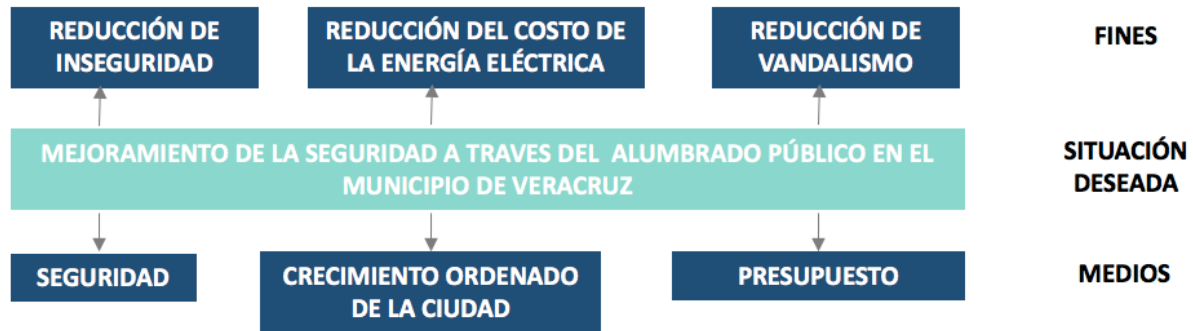 REDUCCIÓN DE
INSEGURIDAD
REDUCCIÓN DEL COSTO DE
LA ENERGÍA ELÉCTRICA
REDUCCIÓN DE
VANDALISMO
FINES
MEJORAMIENTO DE LA SEGURIDAD A TRAVES DEL ALUMBRADO PÚBLICO EN EL
MUNICIPIO DE VERACRUZ
SITUACIÓN
DESEADA
SEGURIDAD
CRECIMIENTO ORDENADO
DE LA CIUDAD
PRESUPUESTO
MEDIOS